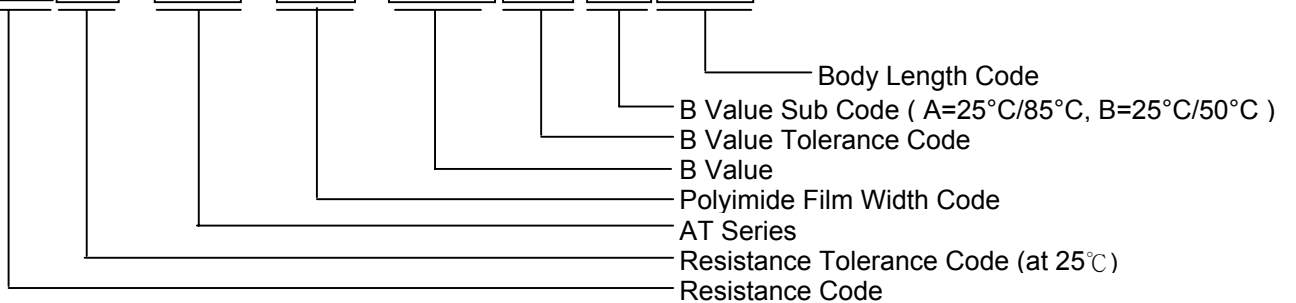 Body Length Code
B Value Sub Code ( A=25°C/85°C, B=25°C/50°C )
B Value Tolerance Code
B Value
Polyimide Film Width Code
AT Series
Resistance Tolerance Code (at 25℃)
Resistance Code